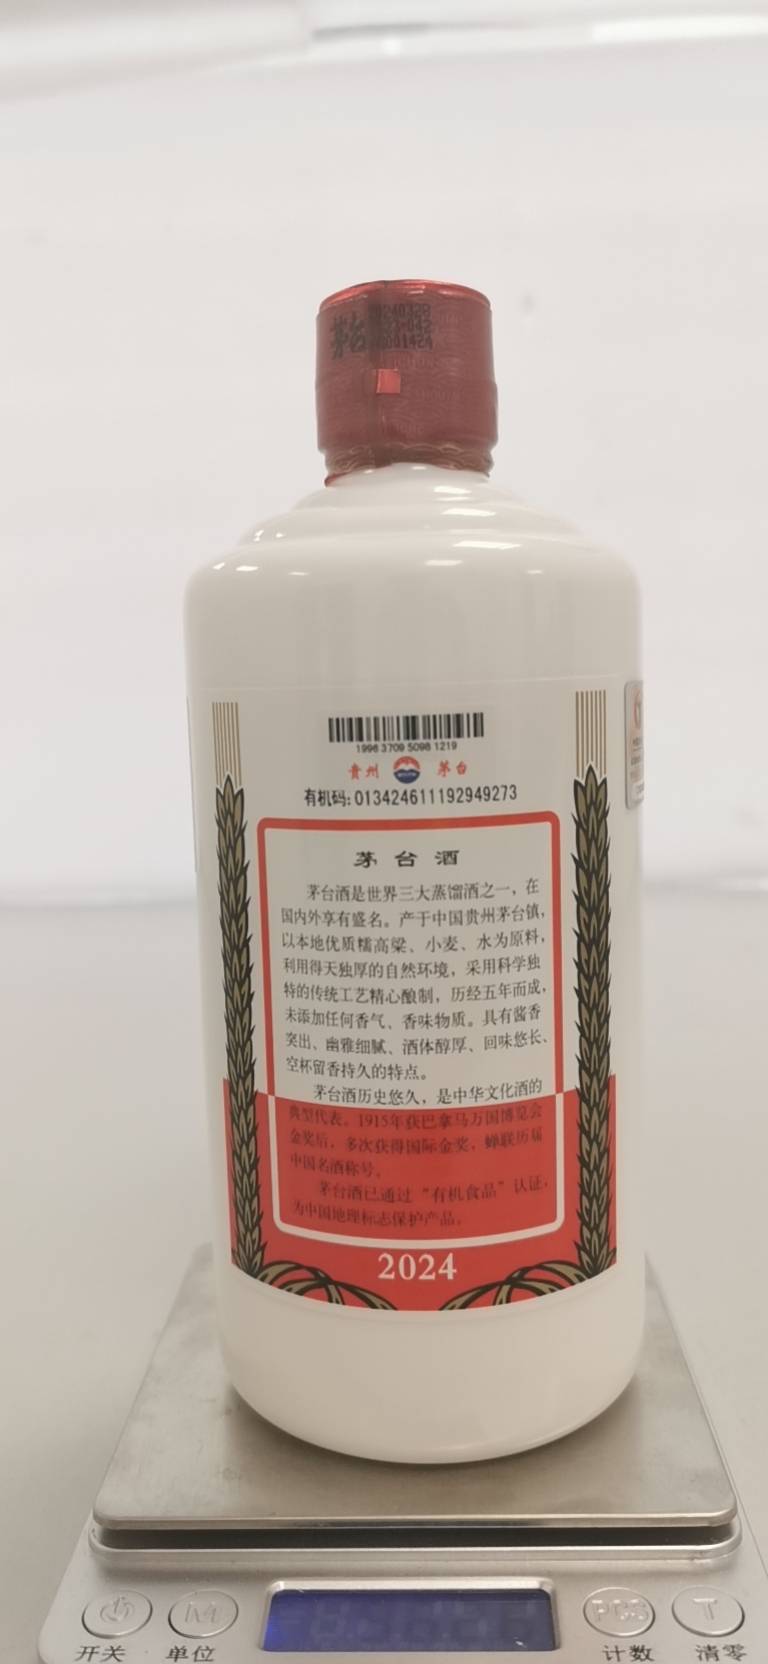 茅台
20240328
00001424
1996 3709 5098 1219
贵州 茅台
有机码:013424611192949273
茅台酒
茅台酒是世界三大蒸馏酒之一，在
国内外享有盛名。产于中国贵州茅台镇，
以本地优质糯高粱、小麦、水为原料，
利用得天独厚的自然环境，采用科学独
特的传统工艺精心酿制，历经五年而成，
未添加任何香气、香味物质。具有酱香
突出、幽雅细腻、酒体醇厚、回味悠长、
空杯留香持久的特点。
茅台酒历史悠久，是中华文化酒的
典型代表。1915年获巴拿马万国博览会
金奖后，多次获得国际金奖，蝉联历届
中国名酒称号。
茅台酒已通过“有机食品”认证，
为中国地理标志保护产品。
2024
M PCS T
开关 单位 计数 清零